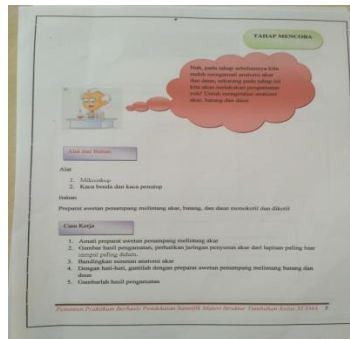 TAHAP MENCOBA
Nah, pada tahap sebelumnya kita
sudah mengamati anatomi akar
dan daun, sekarang pada tahap ini
kita akan melakukan pengamatan
yuk! Untuk mengetahui anatomi
akar, batang dan daun
Alat dan Bahan
Alat
1. Mikroskop
2. Kaca benda dan kaca penutup
Bahan
Preparat awetan penampang melintang akar, batang, dan daun monokotil dan dikotil
Cara Kerja
1. Amati preparat awetan penampang melintang akar
2. Gambar hasil pengamatan, perhatikan jaringan penyusun akar dari lapisan paling luar
sampai paling dalam.
3. Bandingkan susunan anatomi akar
4. Dengan hati-hati, gantilah dengan preparat awetan penampang melintang batang dan
daun
5. Gambarlah hasil pengamatan
Penuntun Praktikum Berbasis Pendekatan Saintifik Materi Struktur Tumbuhan Kelas XI SMA